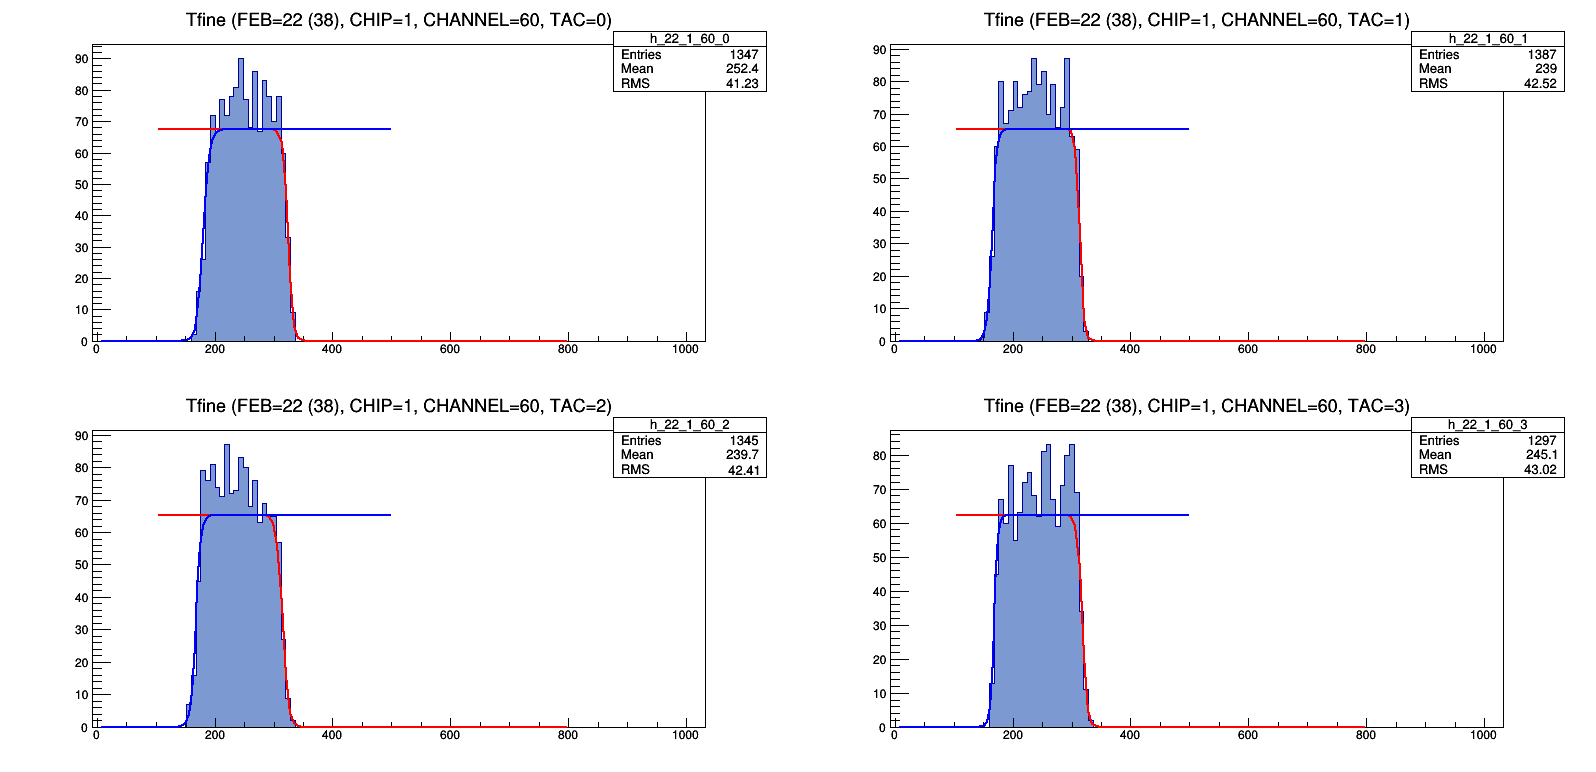 Tfine (FEB=22 (38), CHIP=1, CHANNEL=60, TAC=0)
h_22_1_60_0
Entries 1347
Mean 252.4
RMS 41.23
90
80
70
60
50
40
30
20
10
0
0 200 400 600 800 1000
Tfine (FEB=22 (38), CHIP=1, CHANNEL=60, TAC=1)
h_22_1_60_1
Entries 1387
Mean 239
RMS 42.52
90
80
70
60
50
40
30
20
10
0
0 200 400 600 800 1000
Tfine (FEB=22 (38), CHIP=1, CHANNEL=60, TAC=2)
h_22_1_60_2
Entries 1345
Mean 239.7
RMS 42.41
90
80
70
60
50
40
30
20
10
0
0 200 400 600 800 1000
Tfine (FEB=22 (38), CHIP=1, CHANNEL=60, TAC=3)
h_22_1_60_3
Entries 1297
Mean 245.1
RMS 43.02
80
70
60
50
40
30
20
10
0
0 200 400 600 800 1000